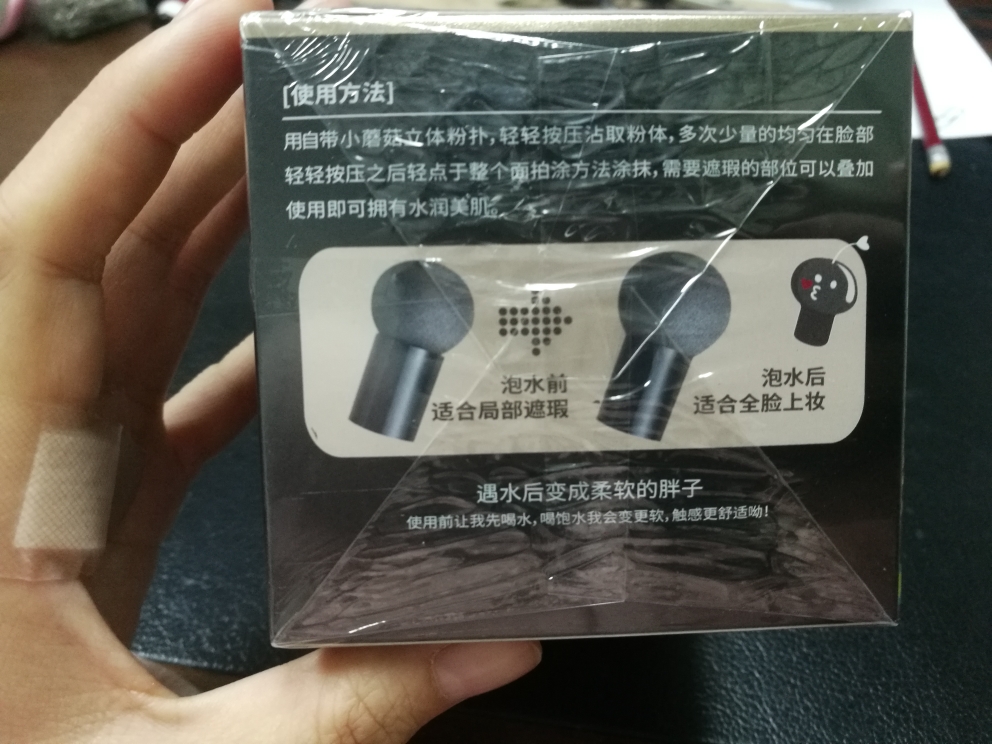 [使用方法]
用自带小蘑菇立体粉扑,轻轻按压沾取粉体,多次少量的均匀在脸部
轻轻按压之后轻点于整个面拍涂方法涂抹,需要遮瑕的部位可以叠加
使用即可拥有水润美肌。
泡水前
适合局部遮瑕
泡水后
适合全脸上妆
遇水后变成柔软的胖子
使用前让我先喝水,喝饱水我会变更软,触感更舒适呦!